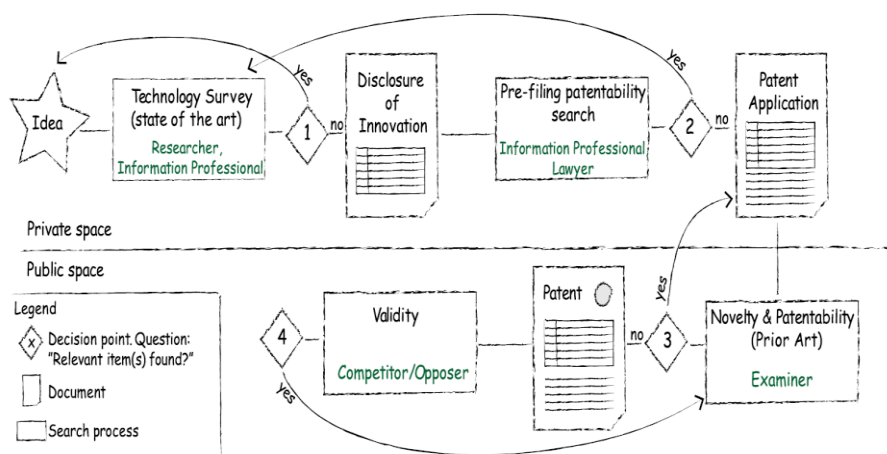 yes
yes
Idea
Technology Survey
(state of the art)
Researcher,
Information Professional
1
no
Disclosure
of
Innovation
Pre-filing patentability
search
Information Professional
Lawyer
2
no
Patent
Application
Private space
Public space
Legend
x
Decision point. Question:
"Relevant item(s) found?"
Document
Search process
4
yes
Validity
Competitor/Opposer
Patent
no
3
yes
Novelty & Patentability
(Prior Art)
Examiner